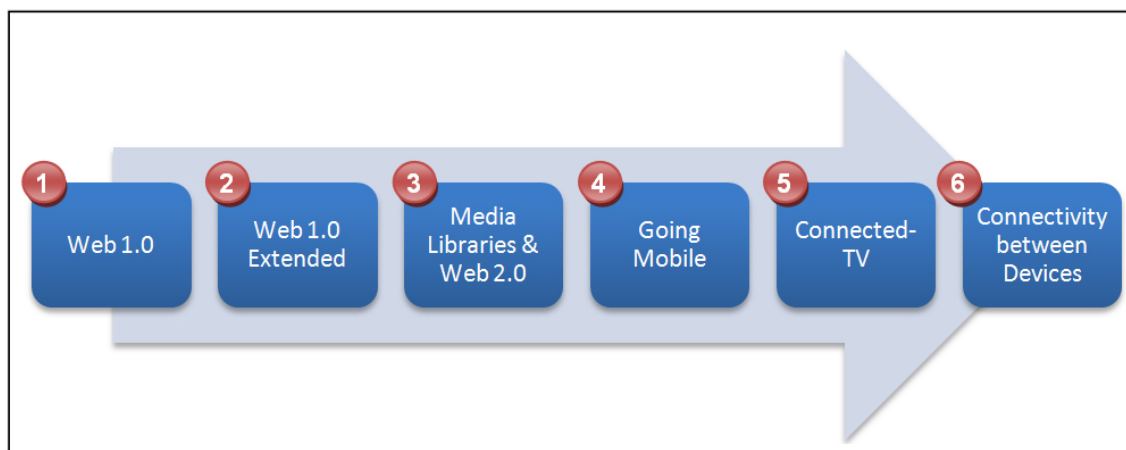 1
Web 1.0
2
Web 1.0
Extended
3
Media
Libraries &
Web 2.0
4
Going
Mobile
5
Connected-
TV
6
Connectivity
between
Devices